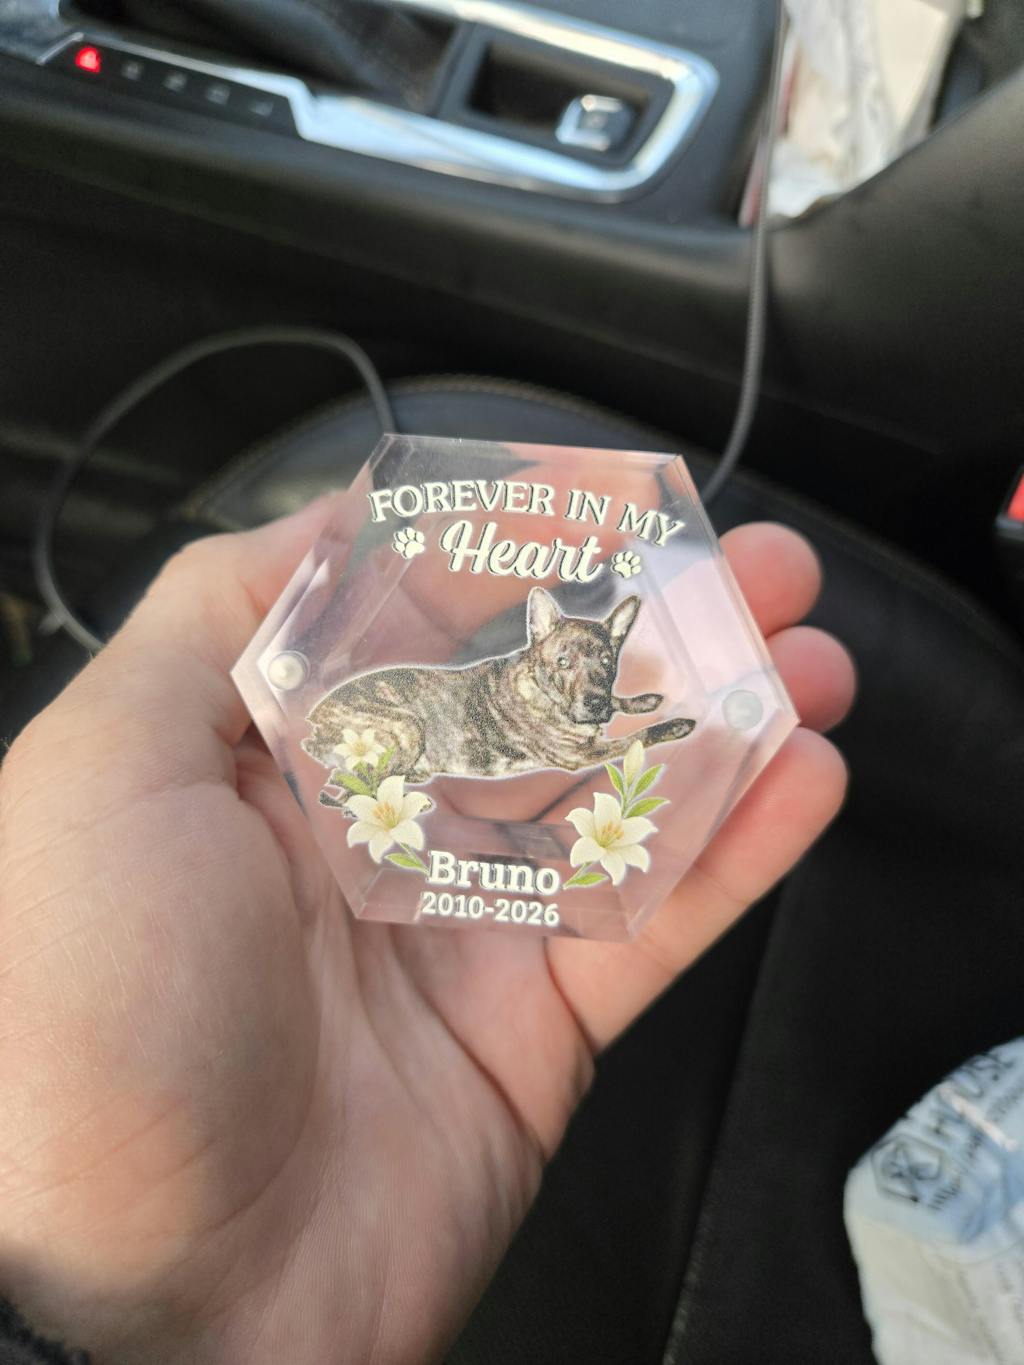 FOREVER IN MY
Heart
Bruno
2010-2026